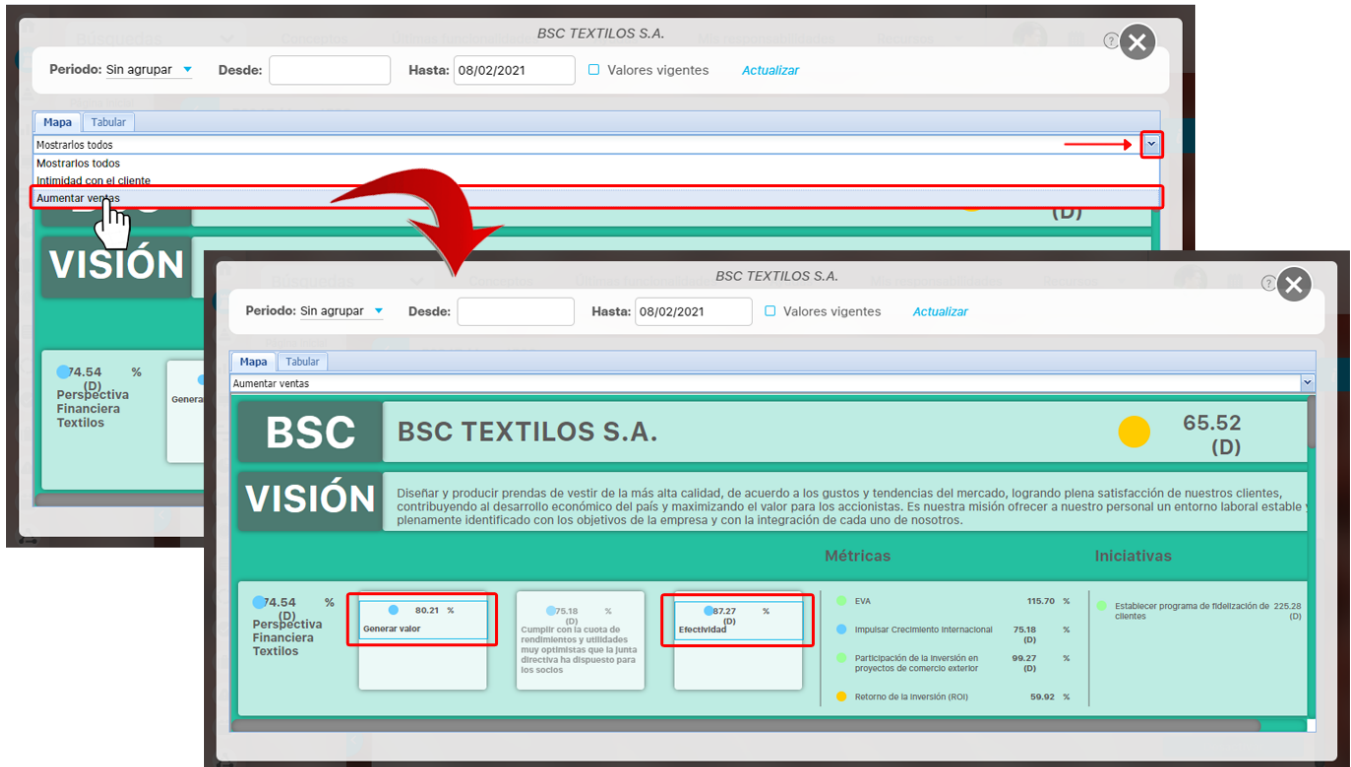 BSC TEXTILOS S.A.
Periodo: Sin agrupar Desde: Hasta: 08/02/2021 Valores vigentes Actualizar
Mapa Tabular
Mostrarlos todos
Mostrarlos todos
Intimidad con el cliente
Aumentar ventas
(D)
VISIÓN
74.54 %
(D)
Perspectiva
Financiera
Textilos
Genera
BSC TEXTILOS S.A.
Periodo: Sin agrupar Desde: Hasta: 08/02/2021 Valores vigentes Actualizar
Mapa Tabular
Aumentar ventas
BSC BSC TEXTILOS S.A. 65.52
(D)
VISIÓN
Diseñar y producir prendas de vestir de la más alta calidad, de acuerdo a los gustos y tendencias del mercado, logrando plena satisfacción de nuestros clientes,
contribuyendo al desarrollo económico del país y maximizando el valor para los accionistas. Es nuestra misión ofrecer a nuestro personal un entorno laboral estable y
plenamente identificado con los objetivos de la empresa y con la integración de cada uno de nosotros.
Métricas Iniciativas
74.54 %
(D)
Perspectiva
Financiera
Textilos
80.21 %
Generar valor
75.18 %
(D)
Cumplir con la cuota de
rendimientos y utilidades
muy optimistas que la junta
directiva ha dispuesto para
los socios
87.27 %
(D)
Efectividad
EVA 115.70 %
Impulsar Crecimiento Internacional 75.18 %
(D)
Participación de la inversión en 99.27 %
proyectos de comercio exterior (D)
Retorno de la Inversión (ROI) 59.92 %
Establecer programa de fidelización de 225.28
clientes (D)